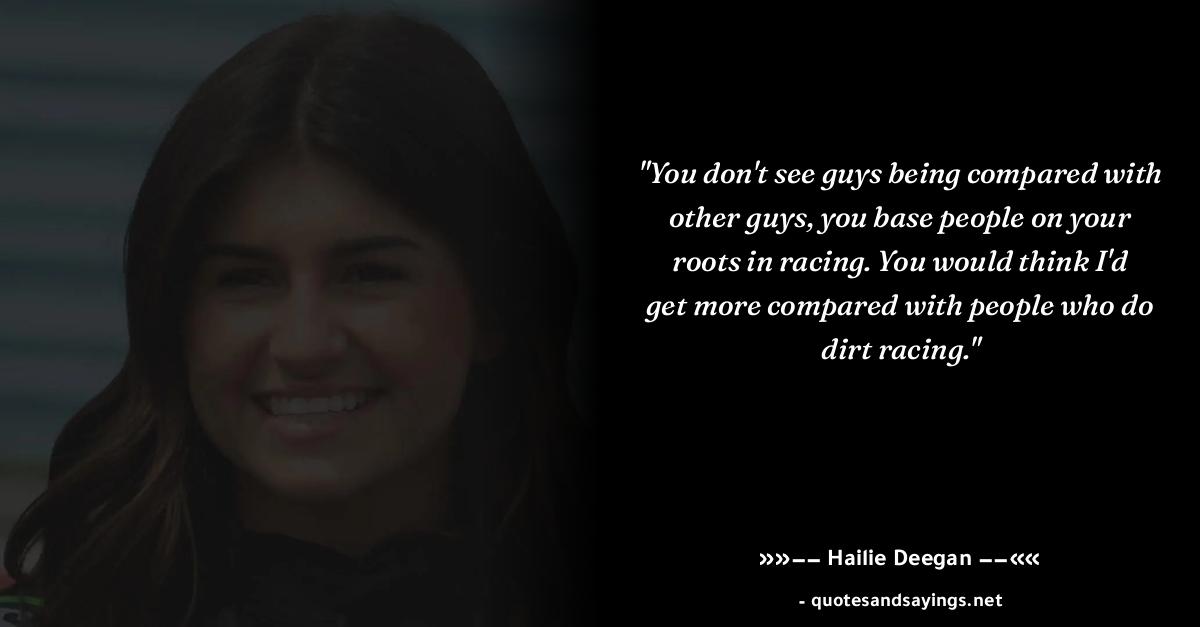 "You don't see guys being compared with
other guys, you base people on your
roots in racing. You would think I'd
get more compared with people who do
dirt racing."
»»−− Hailie Deegan −−««
- quotesandsayings.net